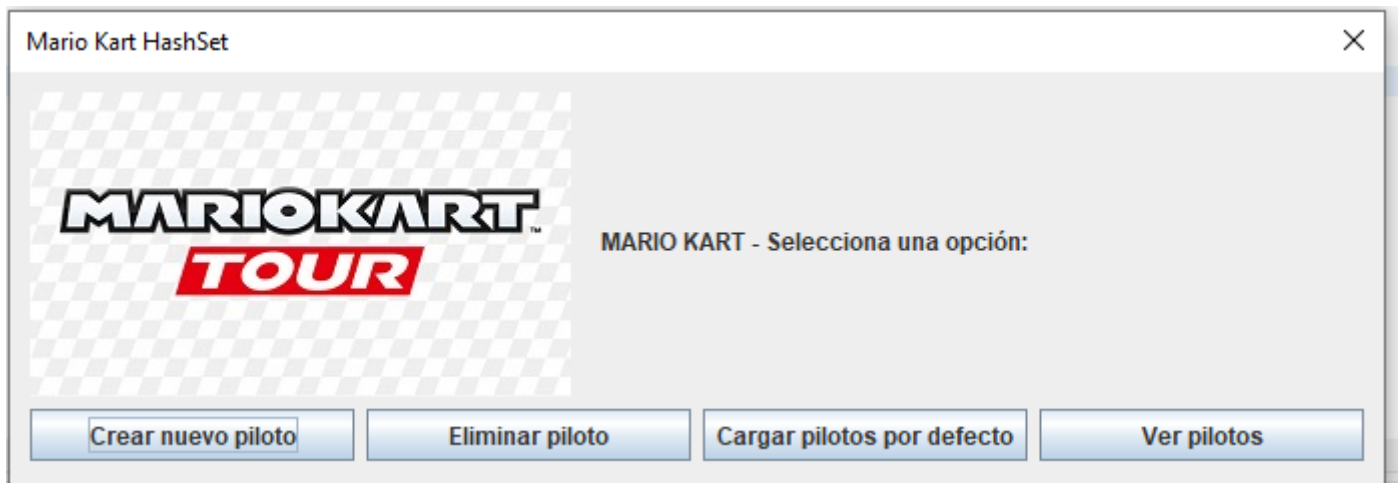 Mario Kart HashSet
MARIOKART™
TOUR
MARIO KART - Selecciona una opción:
Crear nuevo piloto
Eliminar piloto
Cargar pilotos por defecto
Ver pilotos